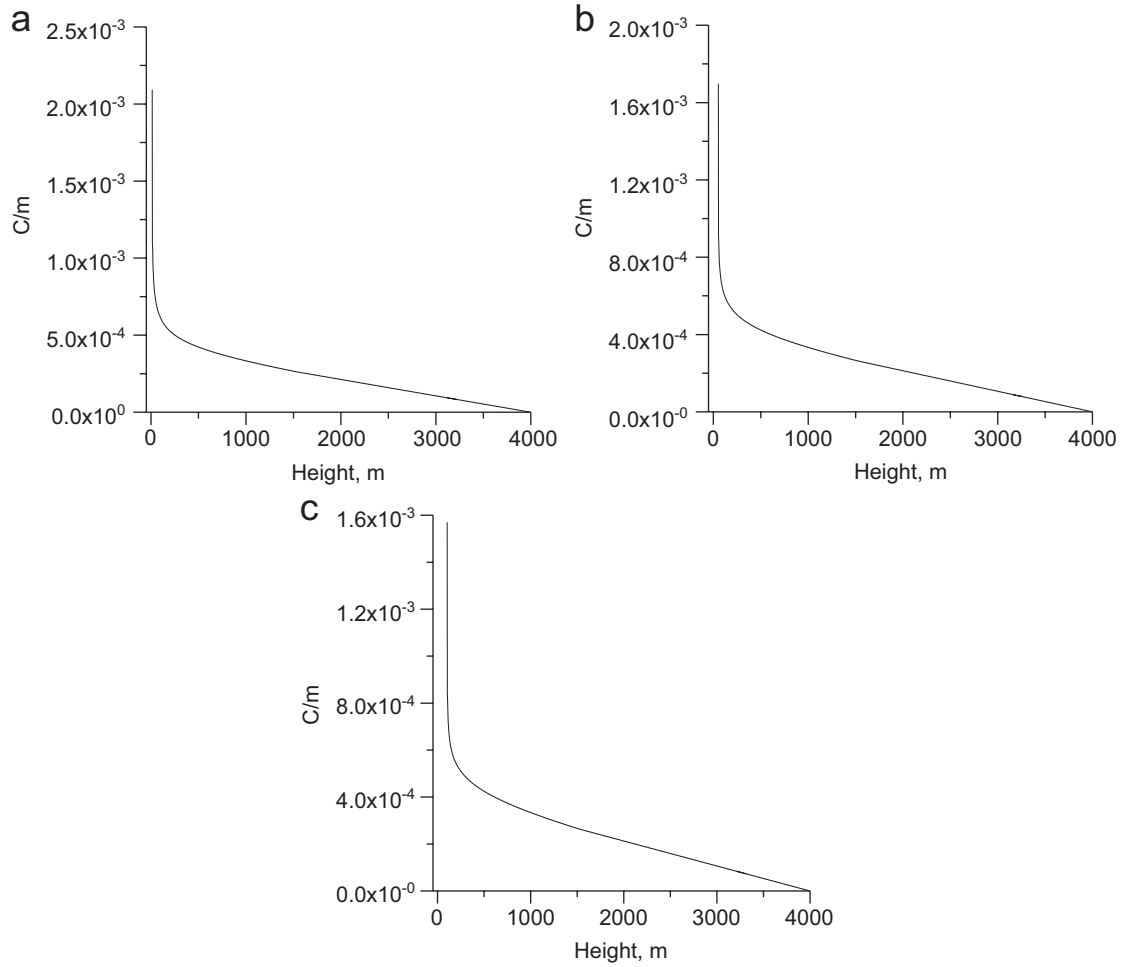 a
2.5x10⁻³
2.0x10⁻³
1.5x10⁻³
1.0x10⁻³
5.0x10⁻⁴
0.0x10⁰
C/m
0 1000 2000 3000 4000
Height, m
b
2.0x10⁻³
1.6x10⁻³
1.2x10⁻³
8.0x10⁻⁴
4.0x10⁻⁴
0.0x10⁻⁰
C/m
0 1000 2000 3000 4000
Height, m
c
1.6x10⁻³
1.2x10⁻³
8.0x10⁻⁴
4.0x10⁻⁴
0.0x10⁻⁰
C/m
0 1000 2000 3000 4000
Height, m